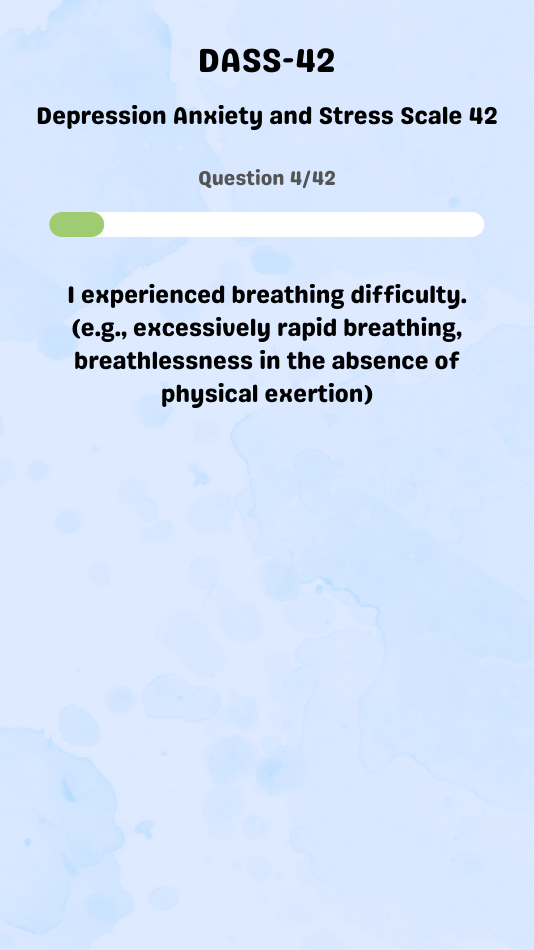 DASS-42
Depression Anxiety and Stress Scale 42
Question 4/42
I experienced breathing difficulty.
(e.g., excessively rapid breathing,
breathlessness in the absence of
physical exertion)